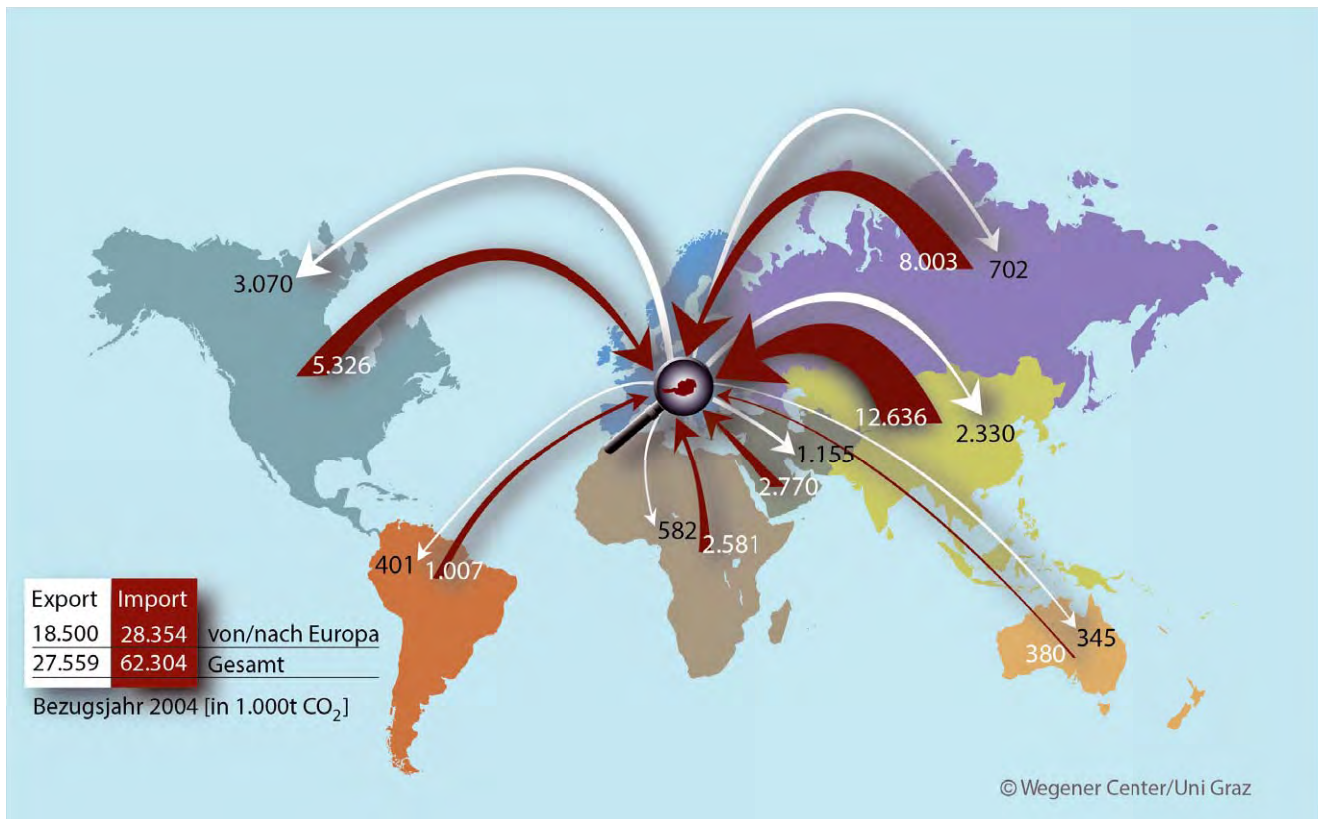 8.003
702
3.070
5.326
12.636
2.330
1.155
2.770
582
2.581
401
1.007
345
380
Export Import
18.500 28.354 von/nach Europa
27.559 62.304 Gesamt
Bezugsjahr 2004 [in 1.000t CO₂]
© Wegener Center/Uni Graz